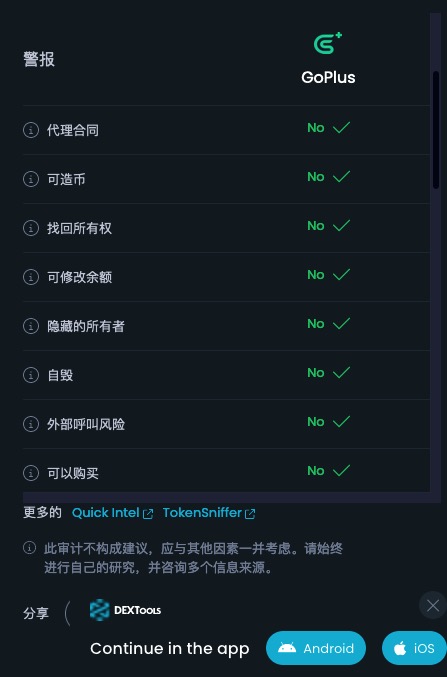 警报
GoPlus
代理合同 No
可造币 No
找回所有权 No
可修改余额 No
隐藏的所有者 No
自毁 No
外部呼叫风险 No
可以购买 No
更多的 Quick Intel TokenSniffer
此审计不构成建议，应与其他因素一并考虑。请始终
进行自己的研究，并咨询多个信息来源。
分享
DEXTools
Continue in the app Android iOS